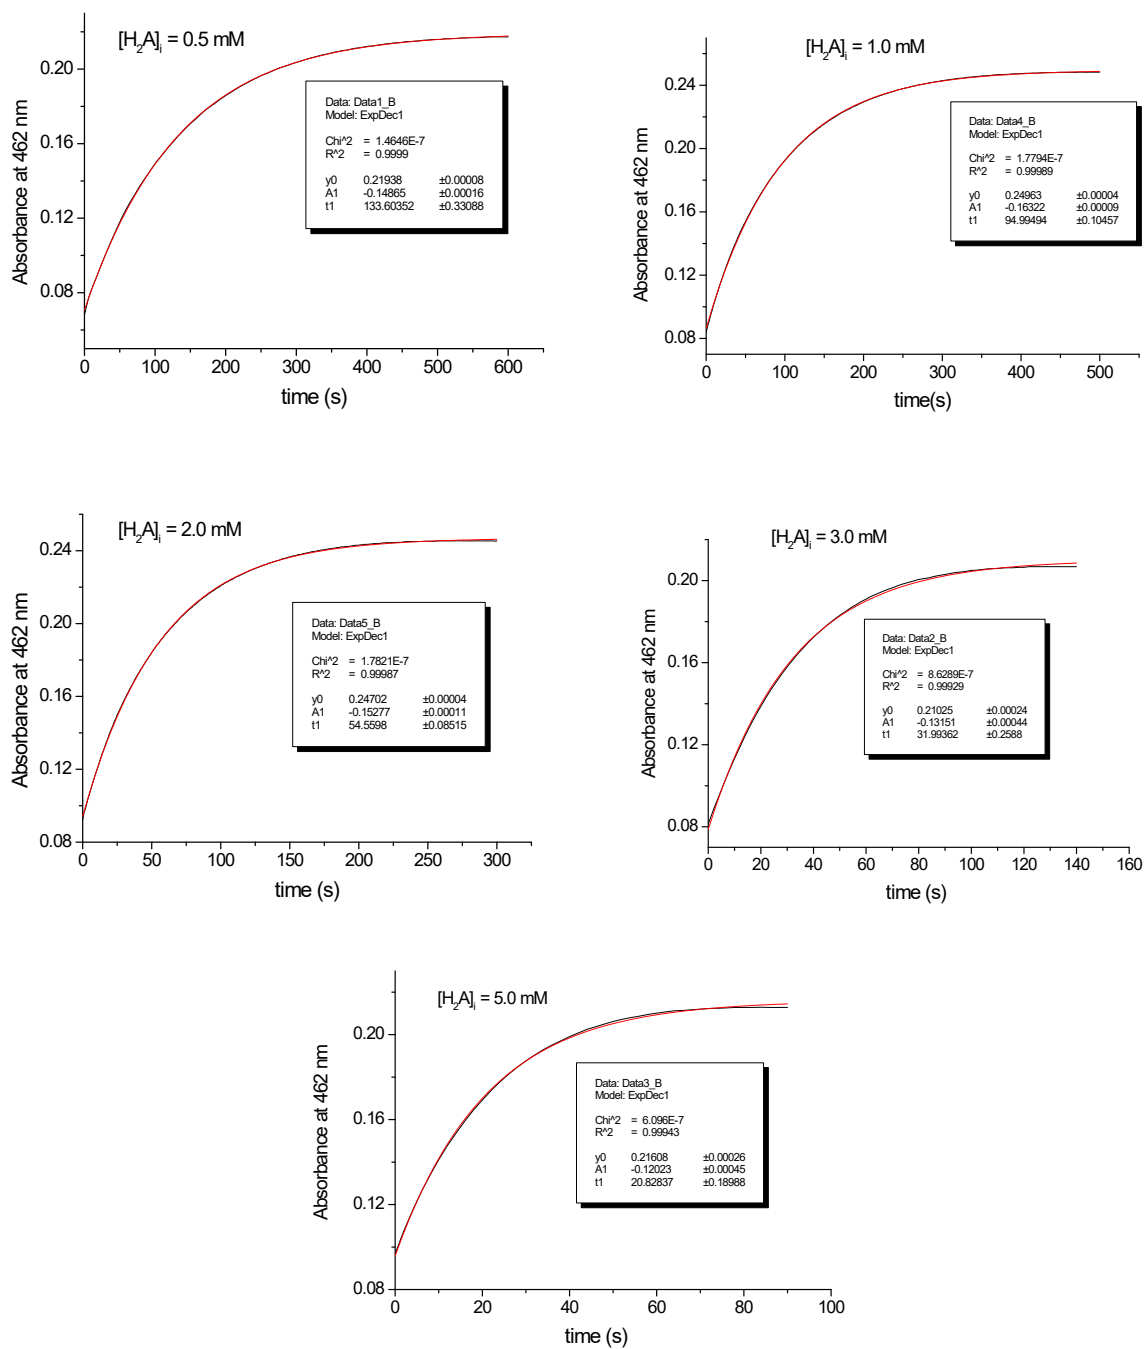 [H₂A]ᵢ = 0.5 mM
Absorbance at 462 nm
0.20
0.16
0.12
0.08
0 100 200 300 400 500 600
time (s)
Data: Data1_B
Model: ExpDec1
Chi^2 = 1.4646E-7
R^2 = 0.9999
y0 0.21938 ±0.00008
A1 -0.14865 ±0.00016
t1 133.60352 ±0.33088
[H₂A]ᵢ = 1.0 mM
Absorbance at 462 nm
0.24
0.20
0.16
0.12
0.08
0 100 200 300 400 500
time(s)
Data: Data4_B
Model: ExpDec1
Chi^2 = 1.7794E-7
R^2 = 0.99989
y0 0.24963 ±0.00004
A1 -0.16322 ±0.00009
t1 94.99494 ±0.10457
[H₂A]ᵢ = 2.0 mM
Absorbance at 462 nm
0.24
0.20
0.16
0.12
0.08
0 50 100 150 200 250 300
time (s)
Data: Data5_B
Model: ExpDec1
Chi^2 = 1.7821E-7
R^2 = 0.99987
y0 0.24702 ±0.00004
A1 -0.15277 ±0.00011
t1 54.5598 ±0.08515
[H₂A]ᵢ = 3.0 mM
Absorbance at 462 nm
0.20
0.16
0.12
0.08
0 20 40 60 80 100 120 140 160
time (s)
Data: Data2_B
Model: ExpDec1
Chi^2 = 8.6289E-7
R^2 = 0.99929
y0 0.21025 ±0.00024
A1 -0.13151 ±0.00044
t1 31.99362 ±0.2588
[H₂A]ᵢ = 5.0 mM
Absorbance at 462 nm
0.20
0.16
0.12
0.08
0 20 40 60 80 100
time (s)
Data: Data3_B
Model: ExpDec1
Chi^2 = 6.096E-7
R^2 = 0.99943
y0 0.21608 ±0.00026
A1 -0.12023 ±0.00045
t1 20.82837 ±0.18988